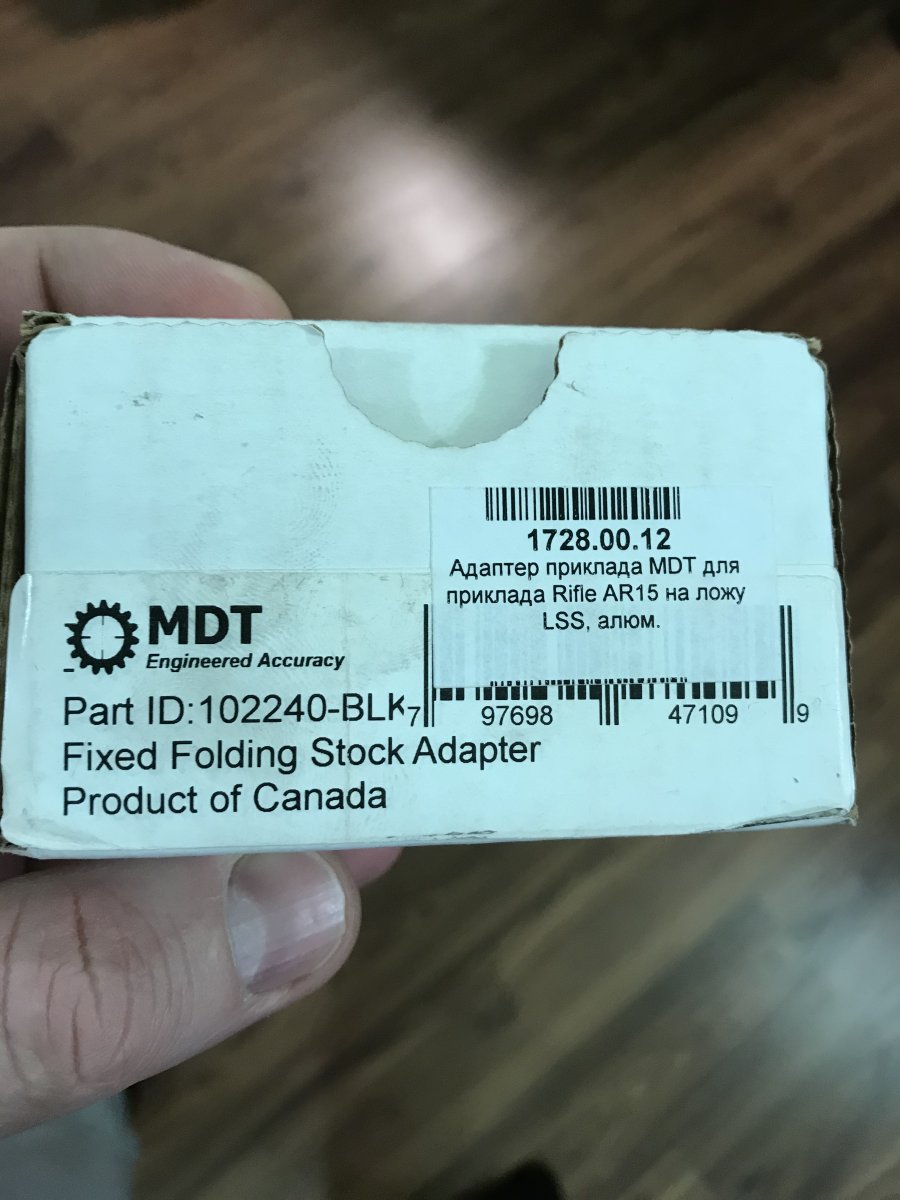 1728.00.12
Адаптер приклада MDT для
приклада Rifle AR15 на ложу
LSS, алюм.
MDT
Engineered Accuracy
Part ID:102240-BLK
7 97698 47109 9
Fixed Folding Stock Adapter
Product of Canada